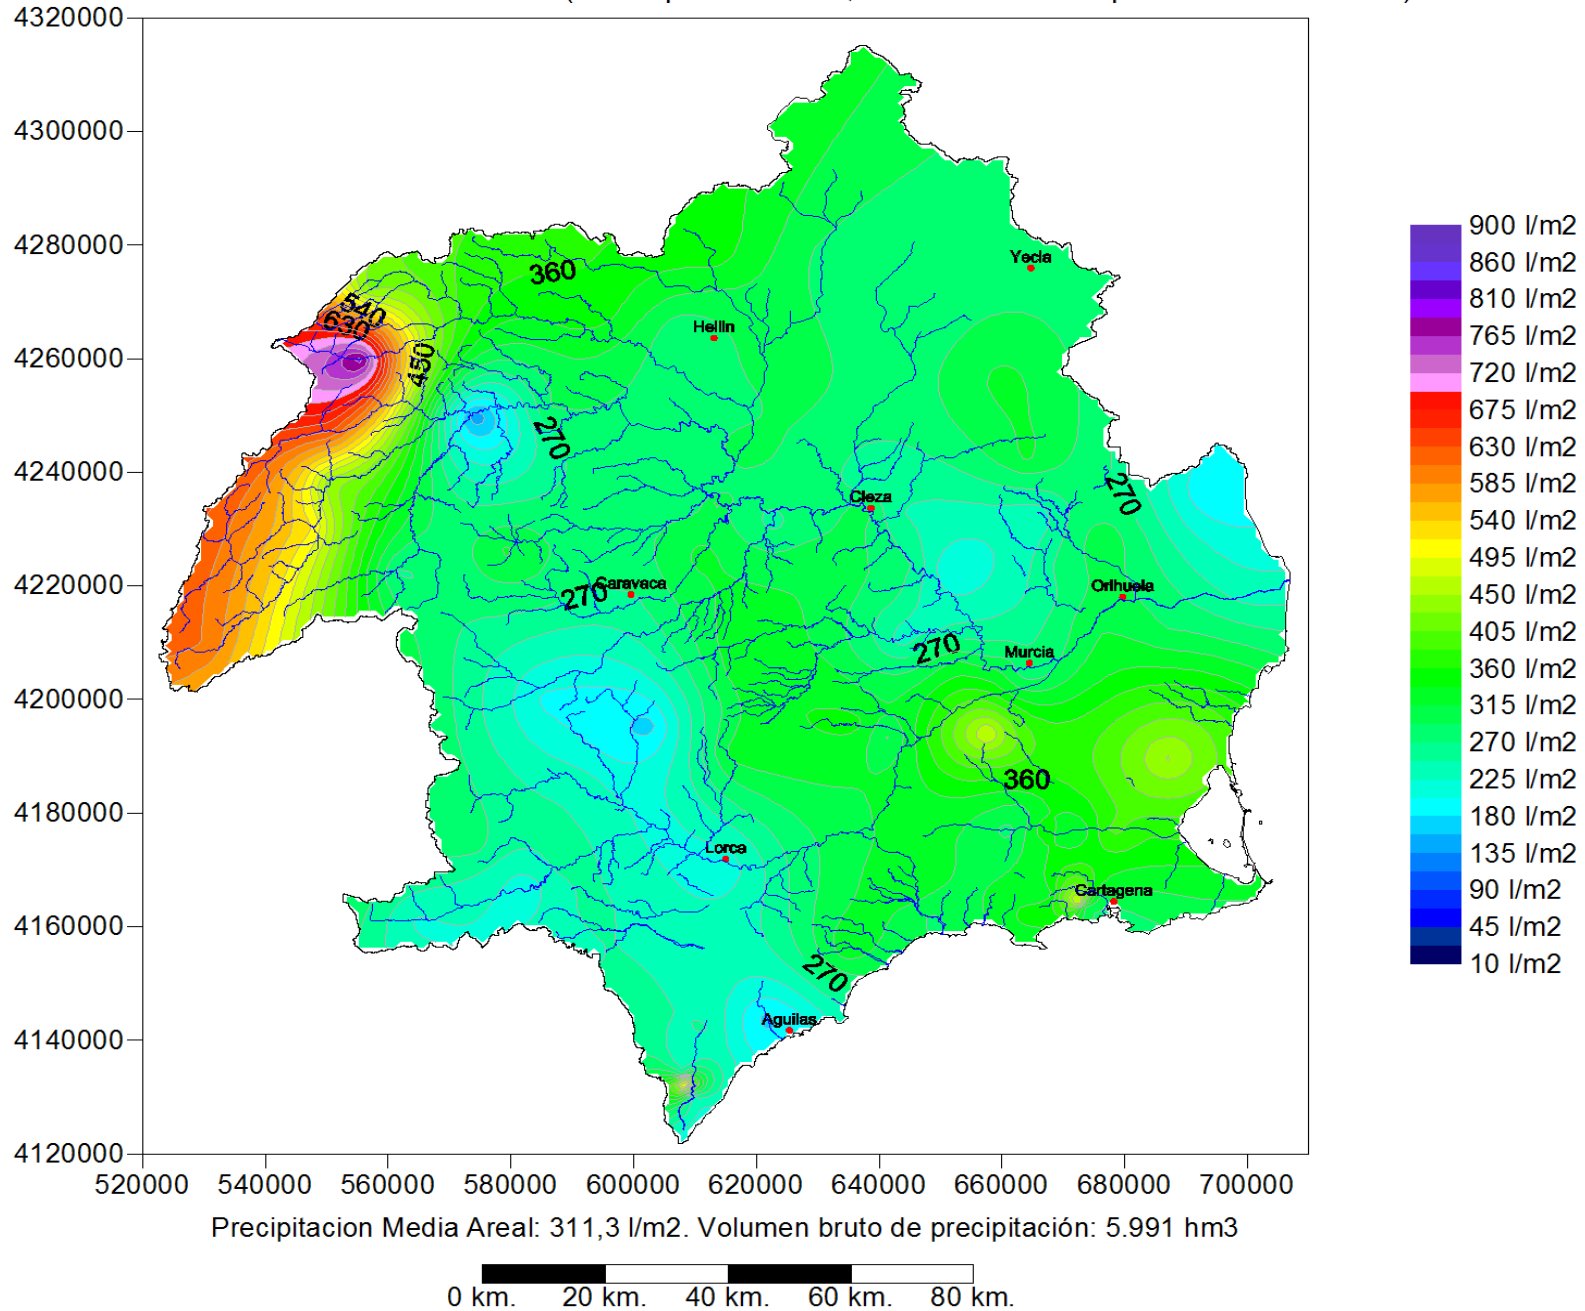 4320000
4300000
4280000
4260000
4240000
4220000
4200000
4180000
4160000
4140000
4120000
520000 540000 560000 580000 600000 620000 640000 660000 680000 700000
360
540
630
450
270
270
270
270
360
270
Yecla
Hellin
Cieza
Caravaca
Orihuela
Murcia
Lorca
Cartagena
Aguilas
900 l/m2
860 l/m2
810 l/m2
765 l/m2
720 l/m2
675 l/m2
630 l/m2
585 l/m2
540 l/m2
495 l/m2
450 l/m2
405 l/m2
360 l/m2
315 l/m2
270 l/m2
225 l/m2
180 l/m2
135 l/m2
90 l/m2
45 l/m2
10 l/m2
Precipitacion Media Areal: 311,3 l/m2. Volumen bruto de precipitación: 5.991 hm3
0 km. 20 km. 40 km. 60 km. 80 km.